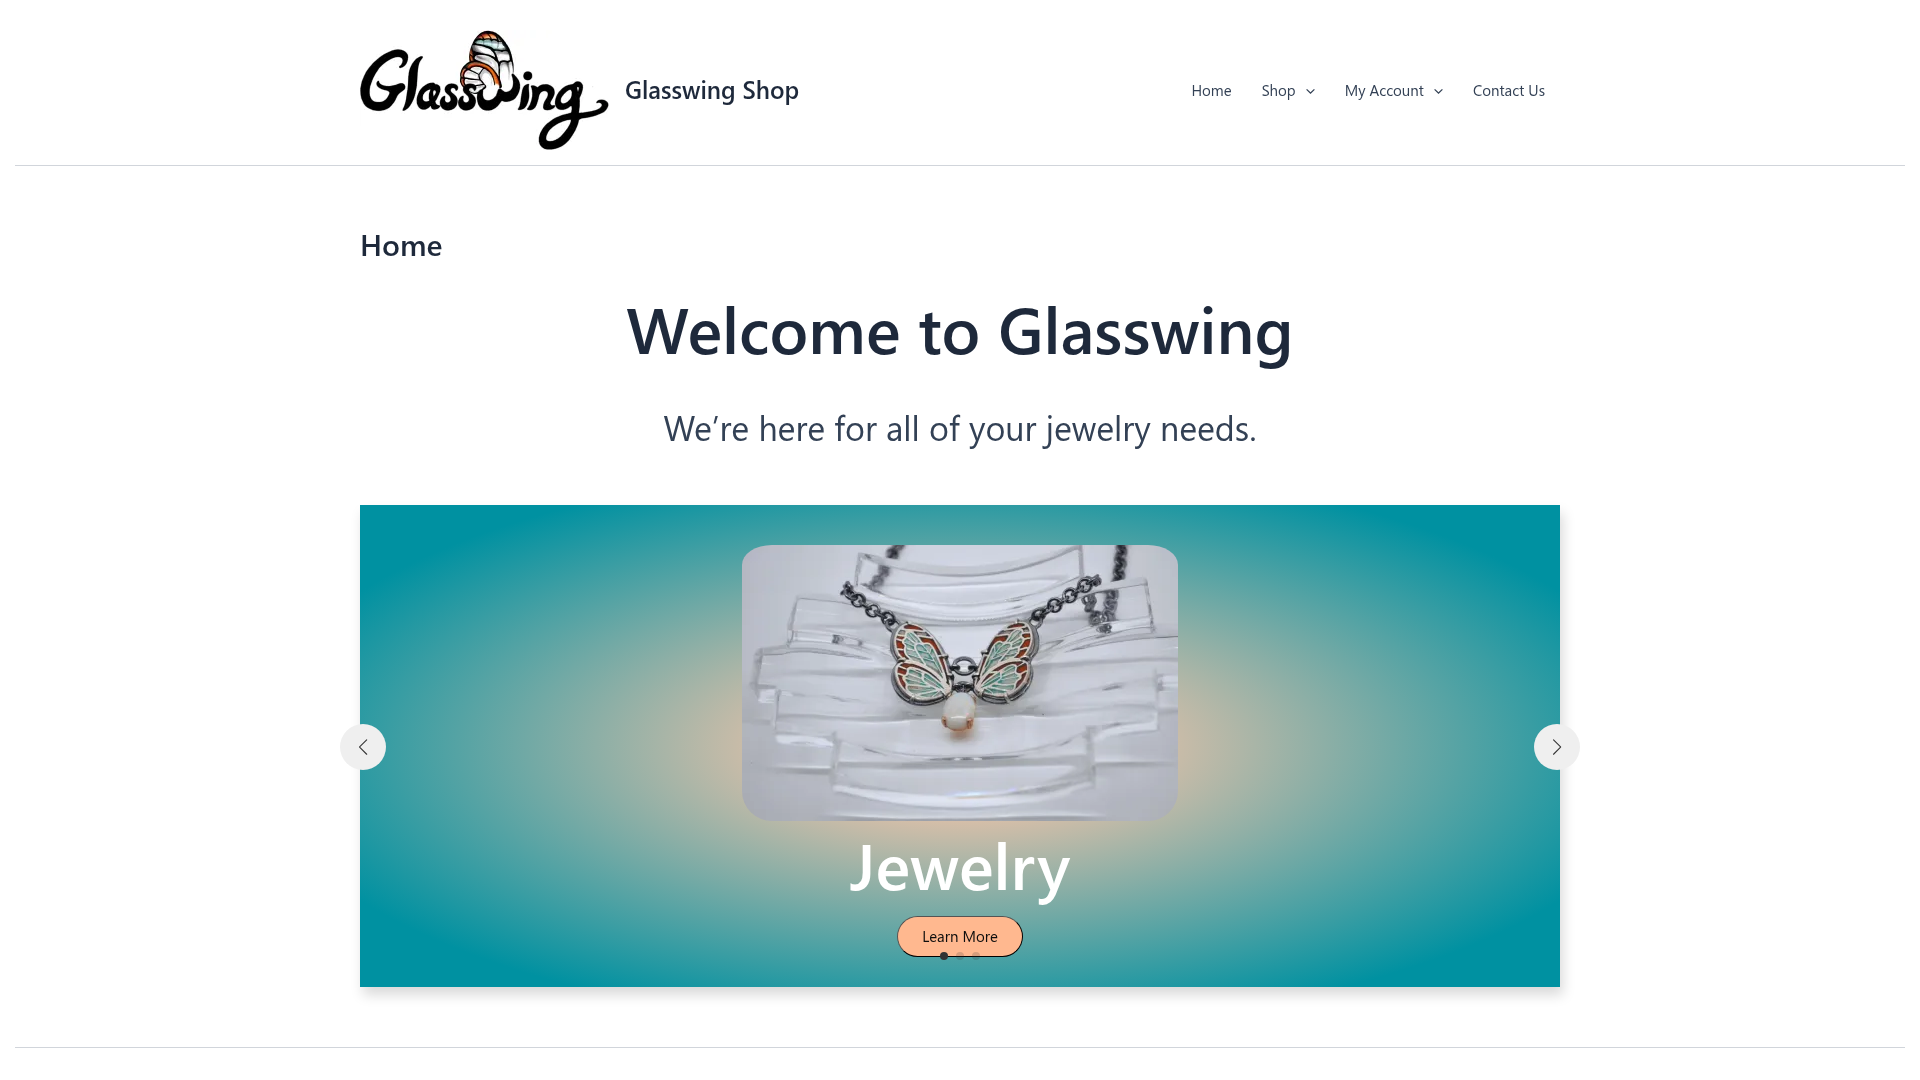 Glasswing
Glasswing Shop
Home
Shop
My Account
Contact Us
Home
Welcome to Glasswing
We’re here for all of your jewelry needs.
Jewelry
Learn More